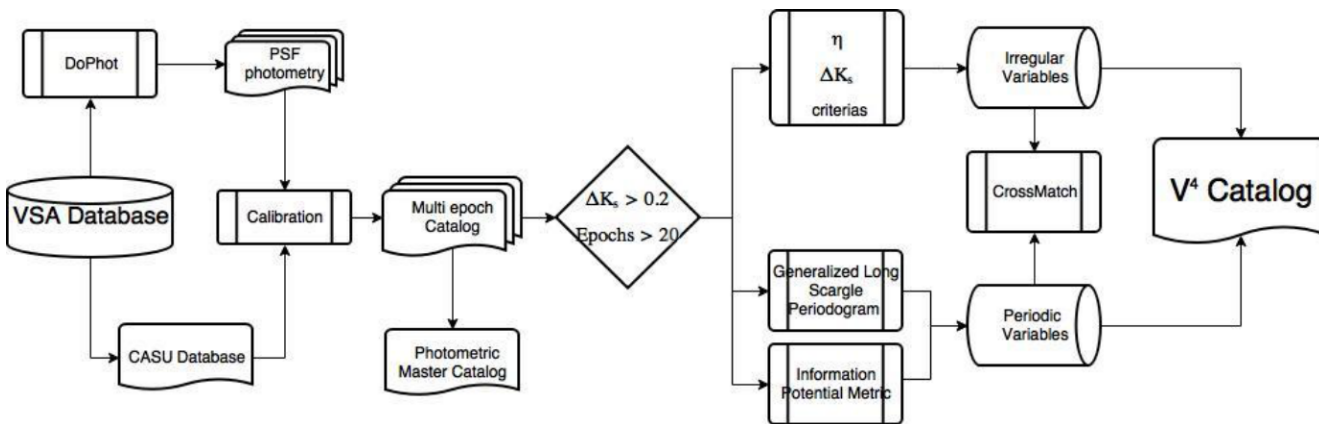 DoPhot
PSF
photometry
VSA Database
CASU Database
Calibration
Multi epoch
Catalog
Photometric
Master Catalog
ΔKₛ > 0.2
Epochs > 20
η
ΔKₛ
criterias
Generalized Long
Scargle
Periodogram
Information
Potential Metric
Irregular
Variables
CrossMatch
Periodic
Variables
V⁴ Catalog